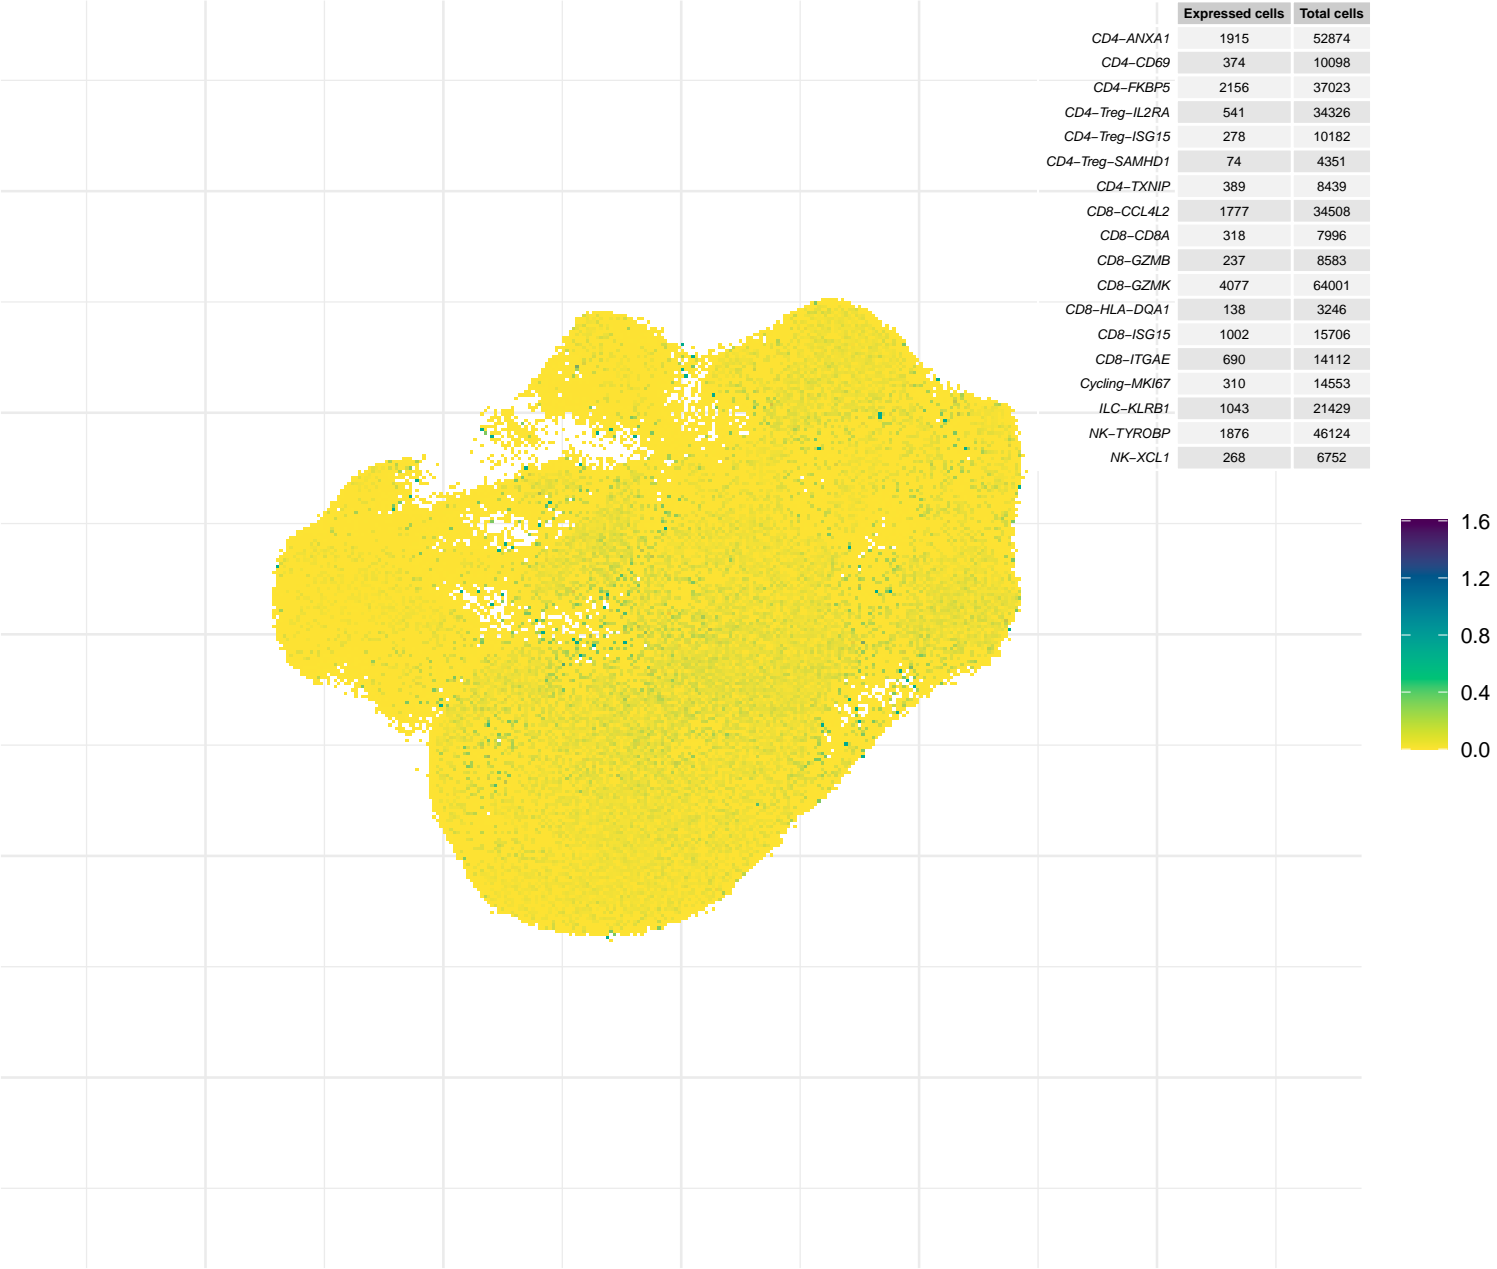 Expressed cells Total cells
CD4−ANXA1 1915 52874
CD4−CD69 374 10098
CD4−FKBP5 2156 37023
CD4−Treg−IL2RA 541 34326
CD4−Treg−ISG15 278 10182
CD4−Treg−SAMHD1 74 4351
CD4−TXNIP 389 8439
CD8−CCL4L2 1777 34508
CD8−CD8A 318 7996
CD8−GZMB 237 8583
CD8−GZMK 4077 64001
CD8−HLA−DQA1 138 3246
CD8−ISG15 1002 15706
CD8−ITGAE 690 14112
Cycling−MKI67 310 14553
ILC−KLRB1 1043 21429
NK−TYROBP 1876 46124
NK−XCL1 268 6752
1.6
1.2
0.8
0.4
0.0